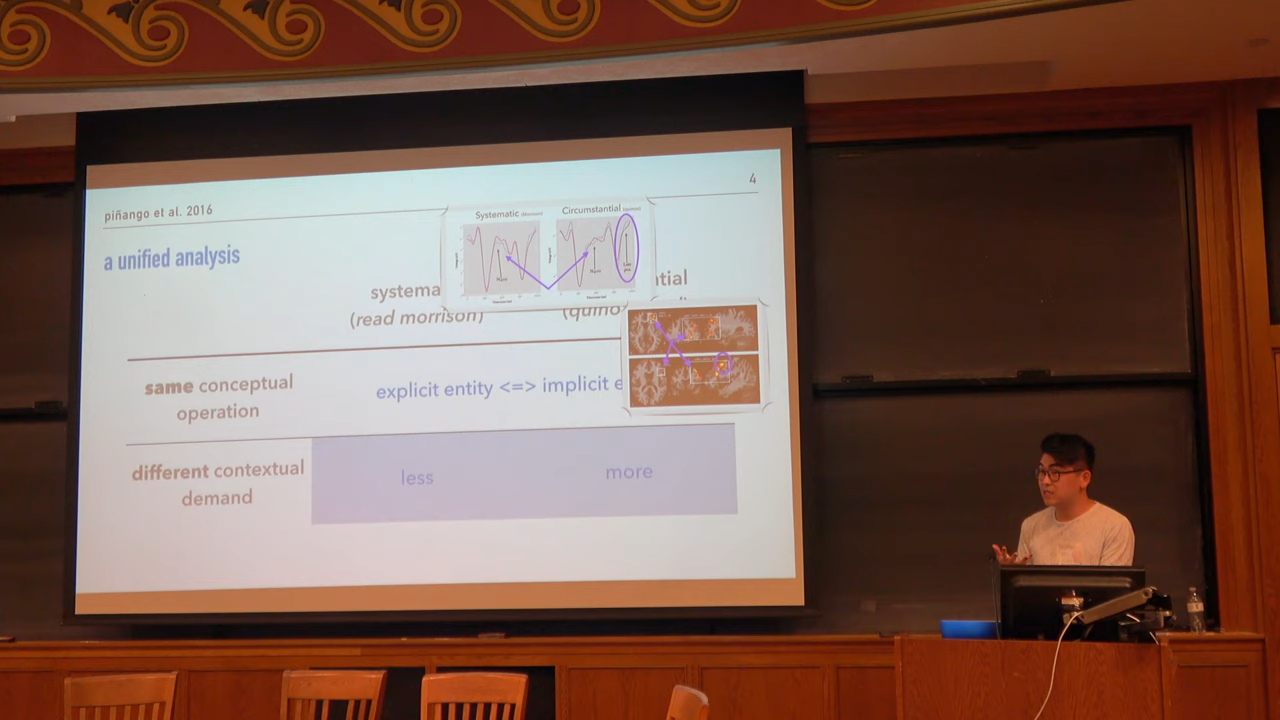 piñango et al. 2016
4
a unified analysis
Systematic
Circumstantial
systema
tial
(read morrison)
(quino
same conceptual
operation
explicit entity <=> implicit e
different contextual
demand
less
more